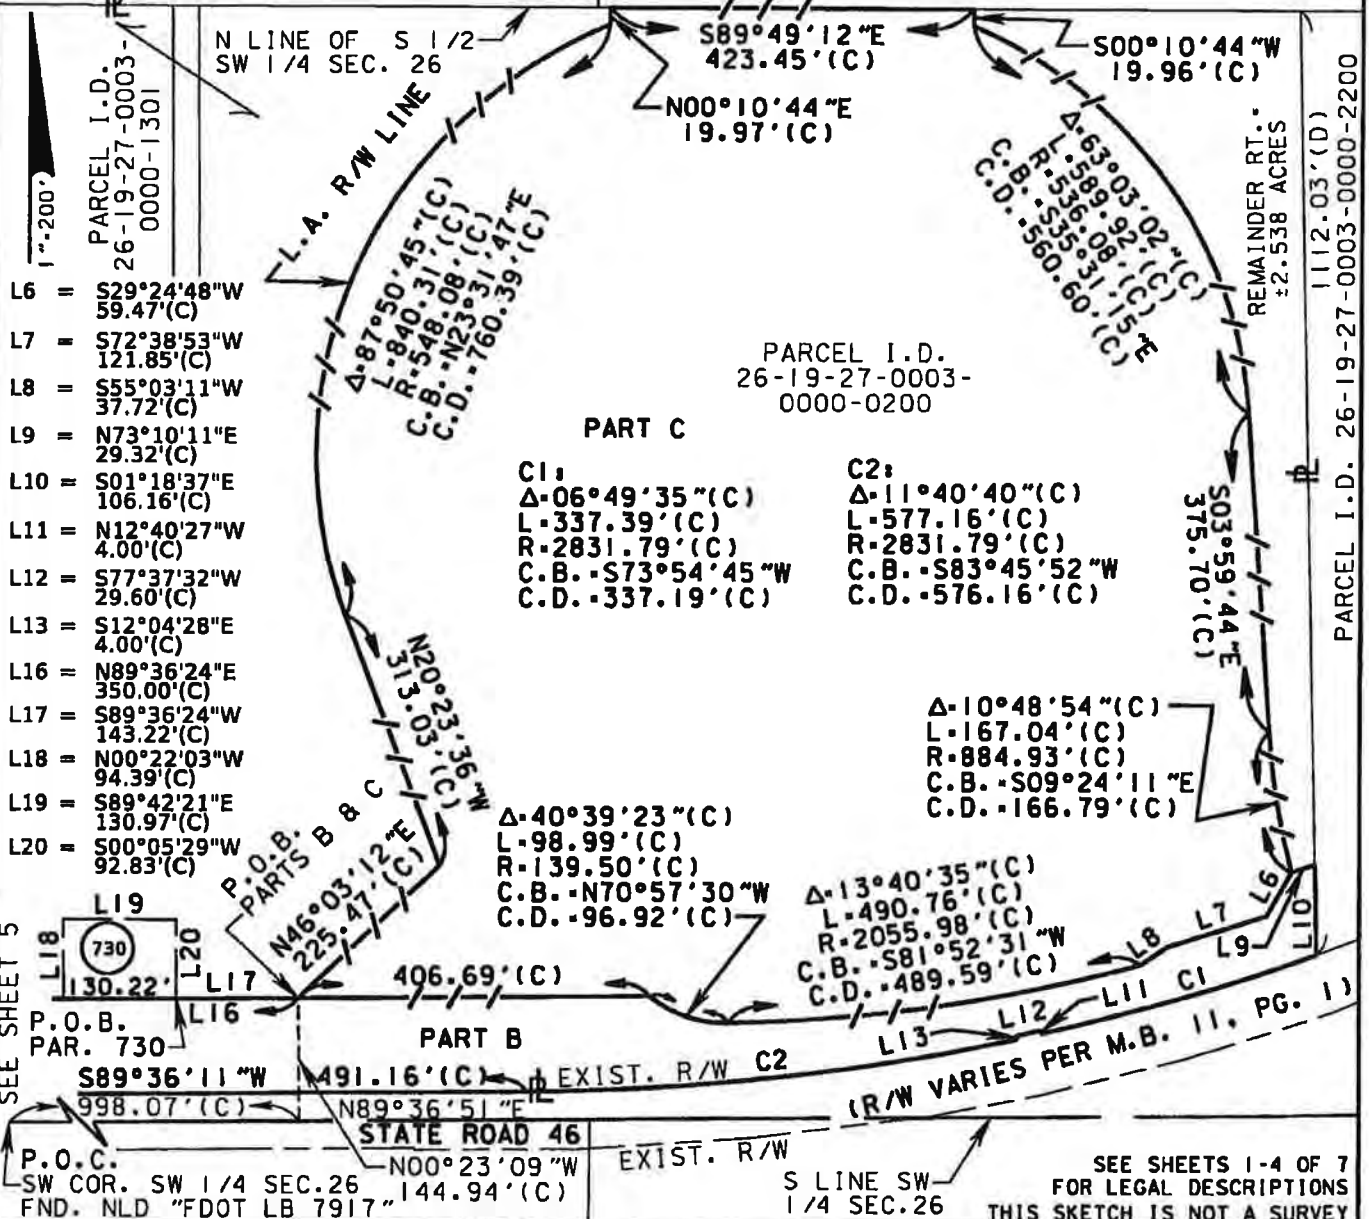 N LINE OF S 1/2
SW 1/4 SEC. 26
S89°49'12"E
423.45'(C)
S00°10'44"W
19.96'(C)
N00°10'44"E
19.97'(C)
1"=200'
PARCEL I.D.
26-19-27-0003-
0000-1301
L.A. R/W LINE
Δ=87°50'45"(C)
L=840.31'(C)
R=548.08'(C)
C.B.=N23°31'47"E
C.D.=760.39'(C)
Δ=63°03'02"(C)
L=589.92'(C)
R=536.08'(C)
C.B.=S35°31'15"E
C.D.=560.60'(C)
REMAINDER RT.=
±2.538 ACRES
1112.03'(D)
PARCEL I.D. 26-19-27-0003-0000-2200
L6 = S29°24'48"W
59.47'(C)
L7 = S72°38'53"W
121.85'(C)
L8 = S55°03'11"W
37.72'(C)
L9 = N73°10'11"E
29.32'(C)
L10 = S01°18'37"E
106.16'(C)
L11 = N12°40'27"W
4.00'(C)
L12 = S77°37'32"W
29.60'(C)
L13 = S12°04'28"E
4.00'(C)
L16 = N89°36'24"E
350.00'(C)
L17 = S89°36'24"W
143.22'(C)
L18 = N00°22'03"W
94.39'(C)
L19 = S89°42'21"E
130.97'(C)
L20 = S00°05'29"W
92.83'(C)
PARCEL I.D.
26-19-27-0003-
0000-0200
PART C
C1:
Δ=06°49'35"(C)
L=337.39'(C)
R=2831.79'(C)
C.B.=S73°54'45"W
C.D.=337.19'(C)
C2:
Δ=11°40'40"(C)
L=577.16'(C)
R=2831.79'(C)
C.B.=S83°45'52"W
C.D.=576.16'(C)
S03°59'44"E
375.70'(C)
N20°23'36"W
313.03'(C)
Δ=10°48'54"(C)
L=167.04'(C)
R=884.93'(C)
C.B.=S09°24'11"E
C.D.=166.79'(C)
P.O.B.
PARTS B & C
N46°03'12"E
225.47'(C)
Δ=40°39'23"(C)
L=98.99'(C)
R=139.50'(C)
C.B.=N70°57'30"W
C.D.=96.92'(C)
Δ=13°40'35"(C)
L=490.76'(C)
R=2055.98'(C)
C.B.=S81°52'31"W
C.D.=489.59'(C)
L6
L7
L8
L9
L10
SEE SHEET 5
L19
L18
730
L20
130.22'
L17
L16
406.69'(C)
P.O.B.
PAR. 730
PART B
L13
L12
L11
C1
C2
S89°36'11"W
998.07'(C)
491.16'(C)
N89°36'51"E
EXIST. R/W
(R/W VARIES PER M.B. 11, PG. 1)
STATE ROAD 46
N00°23'09"W
144.94'(C)
EXIST. R/W
P.O.C.
SW COR. SW 1/4 SEC.26
FND. NLD "FDOT LB 7917"
S LINE SW
1/4 SEC.26
SEE SHEETS 1-4 OF 7
FOR LEGAL DESCRIPTIONS
THIS SKETCH IS NOT A SURVEY